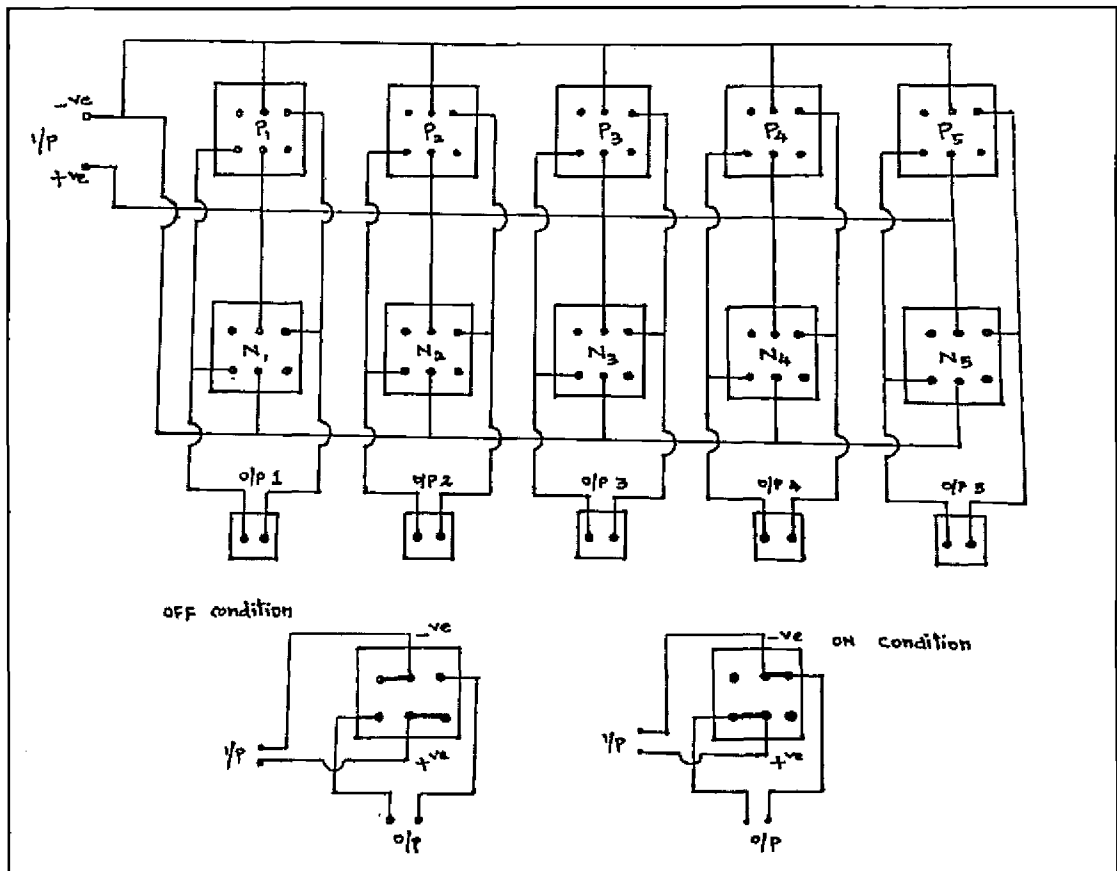 -ve
I/P
+ve
P1 P2 P3 P4 P5
N1 N2 N3 N4 N5
O/P 1 O/P 2 O/P 3 O/P 4 O/P 5
OFF condition
-ve
I/P
+ve
O/P
-ve
ON condition
I/P
+ve
O/P